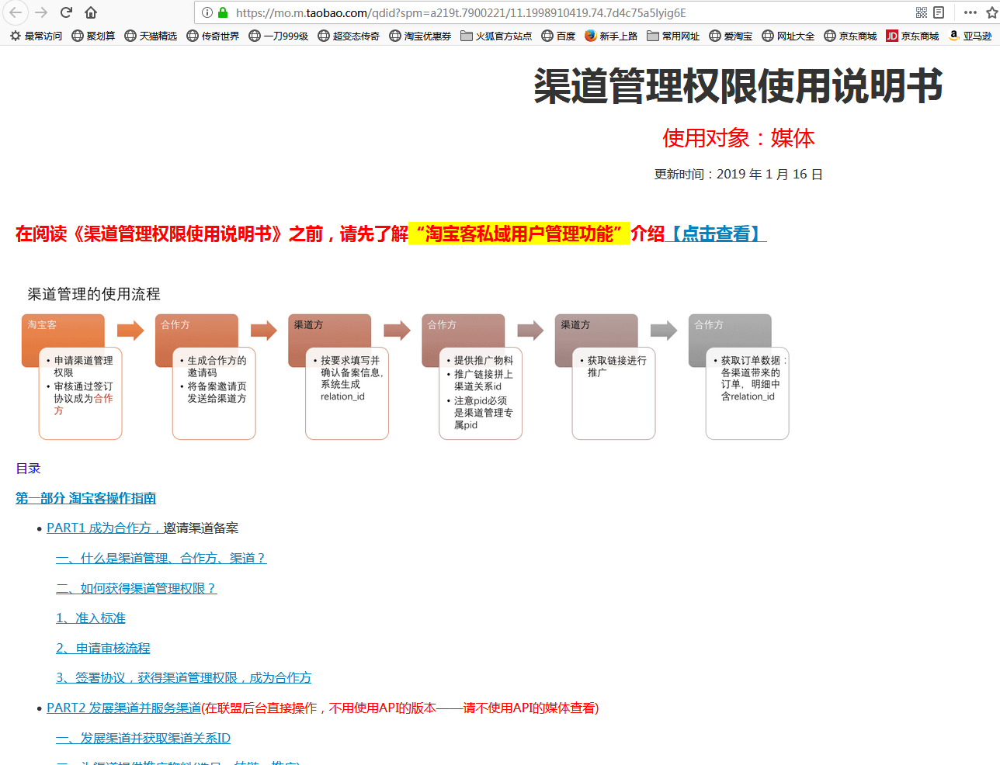 https://mo.m.taobao.com/qdid?spm=a219t.7900221/11.1998910419.74.7d4c75a5lyig6E
最常访问 聚划算 天猫精选 传奇世界 一刀999级 超变态传奇 淘宝优惠券 火狐官方站点 百度 新手上路 常用网址 爱淘宝 网址大全 京东商城 JD 京东商城 a 亚马逊
渠道管理权限使用说明书
使用对象：媒体
更新时间：2019 年 1 月 16 日
在阅读《渠道管理权限使用说明书》之前，请先了解“淘宝客私域用户管理功能”介绍【点击查看】
渠道管理的使用流程
淘宝客
• 申请渠道管理
权限
• 审核通过签订
协议成为合作
方
合作方
• 生成合作方的
邀请码
• 将备案邀请页
发送给渠道方
渠道方
• 按要求填写并
确认备案信息，
系统生成
relation_id
合作方
• 提供推广物料
• 推广链接拼上
渠道关系id
• 注意pid必须
是渠道管理专
属pid
渠道方
• 获取链接进行
推广
合作方
• 获取订单数据：
各渠道带来的
订单，明细中
含relation_id
目录
第一部分 淘宝客操作指南
• PART1 成为合作方，邀请渠道备案
一、什么是渠道管理、合作方、渠道？
二、如何获得渠道管理权限？
1、准入标准
2、申请审核流程
3、签署协议，获得渠道管理权限，成为合作方
• PART2 发展渠道并服务渠道(在联盟后台直接操作，不用使用API的版本——请不使用API的媒体查看)
一、发展渠道并获取渠道关系ID